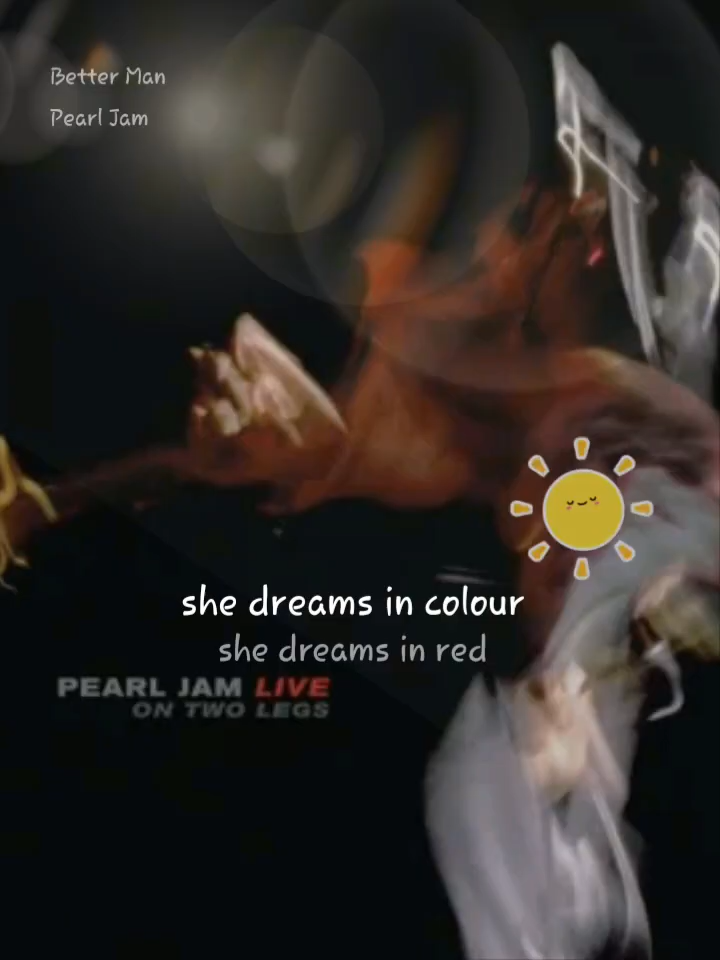 Better Man
Pearl Jam
she dreams in colour
she dreams in red
PEARL JAM LIVE
ON TWO LEGS